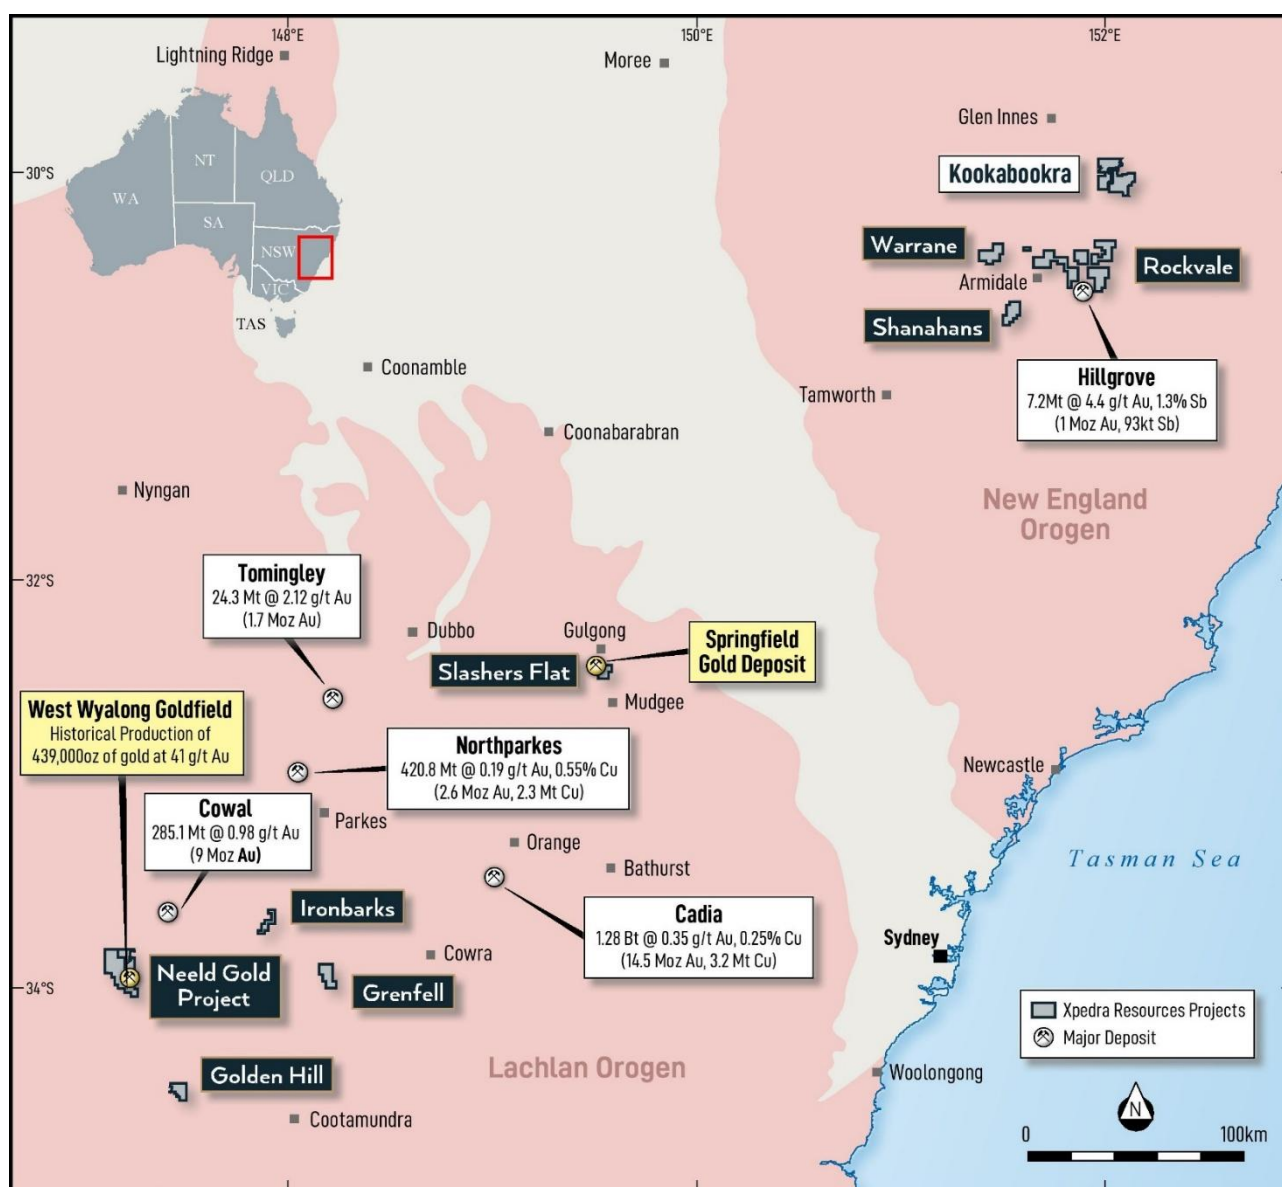 148°E
150°E
152°E
Lightning Ridge
Moree
Glen Innes
30°S
Kookabookra
NT
QLD
WA
SA
NSW
VIC
TAS
Warrane
Rockvale
Armidale
Shanahans
Hillgrove
7.2Mt @ 4.4 g/t Au, 1.3% Sb
(1 Moz Au, 93kt Sb)
Coonamble
Tamworth
Coonabarabran
Nyngan
New England
Orogen
32°S
Tomingley
24.3 Mt @ 2.12 g/t Au
(1.7 Moz Au)
Dubbo
Gulgong
Slashers Flat
Springfield
Gold Deposit
Mudgee
West Wyalong Goldfield
Historical Production of
439,000oz of gold at 41 g/t Au
Northparkes
420.8 Mt @ 0.19 g/t Au, 0.55% Cu
(2.6 Moz Au, 2.3 Mt Cu)
Newcastle
Cowal
285.1 Mt @ 0.98 g/t Au
(9 Moz Au)
Parkes
Orange
Bathurst
Tasman Sea
Ironbarks
Cadia
1.28 Bt @ 0.35 g/t Au, 0.25% Cu
(14.5 Moz Au, 3.2 Mt Cu)
Sydney
Cowra
Neeld Gold
Project
Grenfell
34°S
Xpedra Resources Projects
Major Deposit
Lachlan Orogen
Golden Hill
Woolongong
Cootamundra
N
0
100km